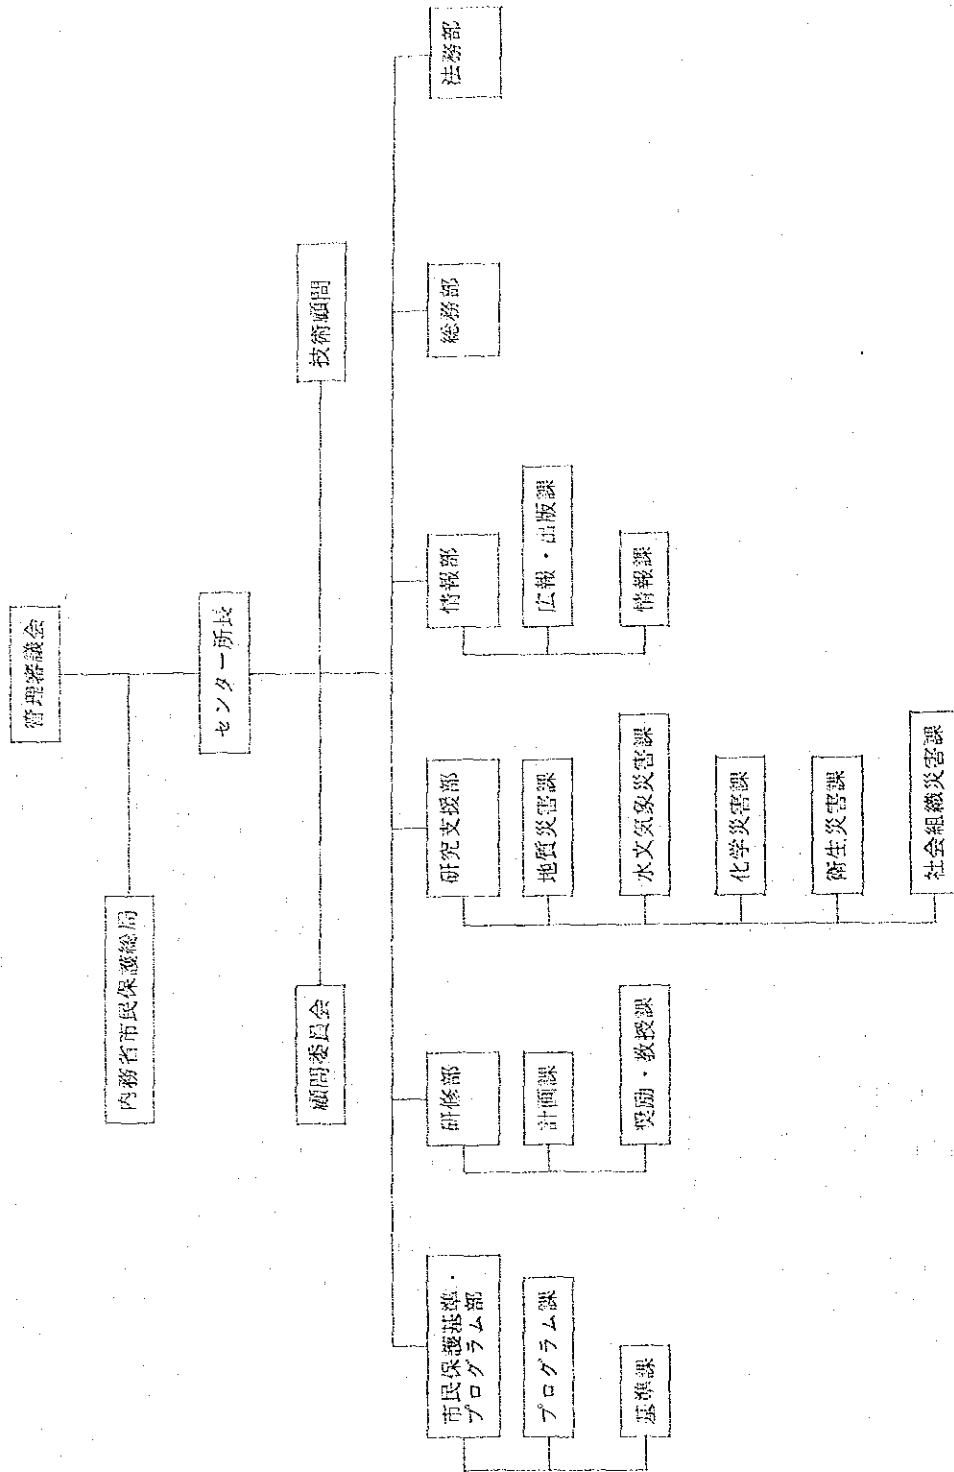 管理審議会
内務省市民保護総局
センター所長
顧問委員会
技術顧問
市民保護基準・
プログラム部
プログラム課
基準課
研修部
計画課
奨励・教授課
研究支援部
地質災害課
水文気象災害課
化学災害課
衛生災害課
社会組織災害課
情報部
広報・出版課
情報課
総務部
法務部